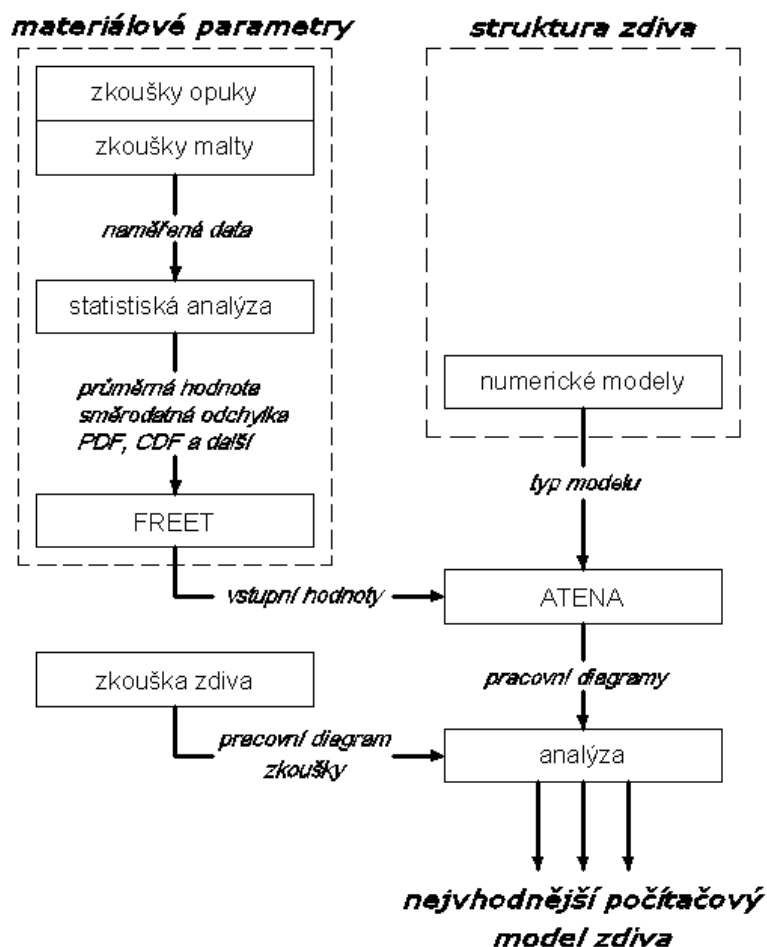 materiálové parametry
struktura zdiva
zkoušky opuky
zkoušky malty
naměřená data
statistiská analýza
průměrná hodnota
směrodatná odchylka
PDF, CDF a další
FREET
numerické modely
typ modelu
vstupní hodnoty
ATENA
zkouška zdiva
pracovní diagramy
pracovní diagram
zkoušky
analýza
nejvhodnější počítačový
model zdiva